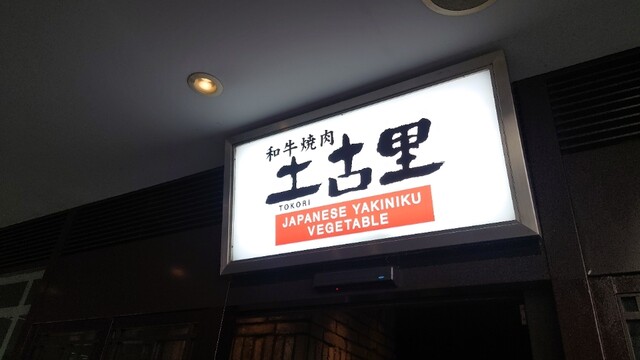 和牛焼肉
土古里
TOKORI
JAPANESE YAKINIKU
VEGETABLE